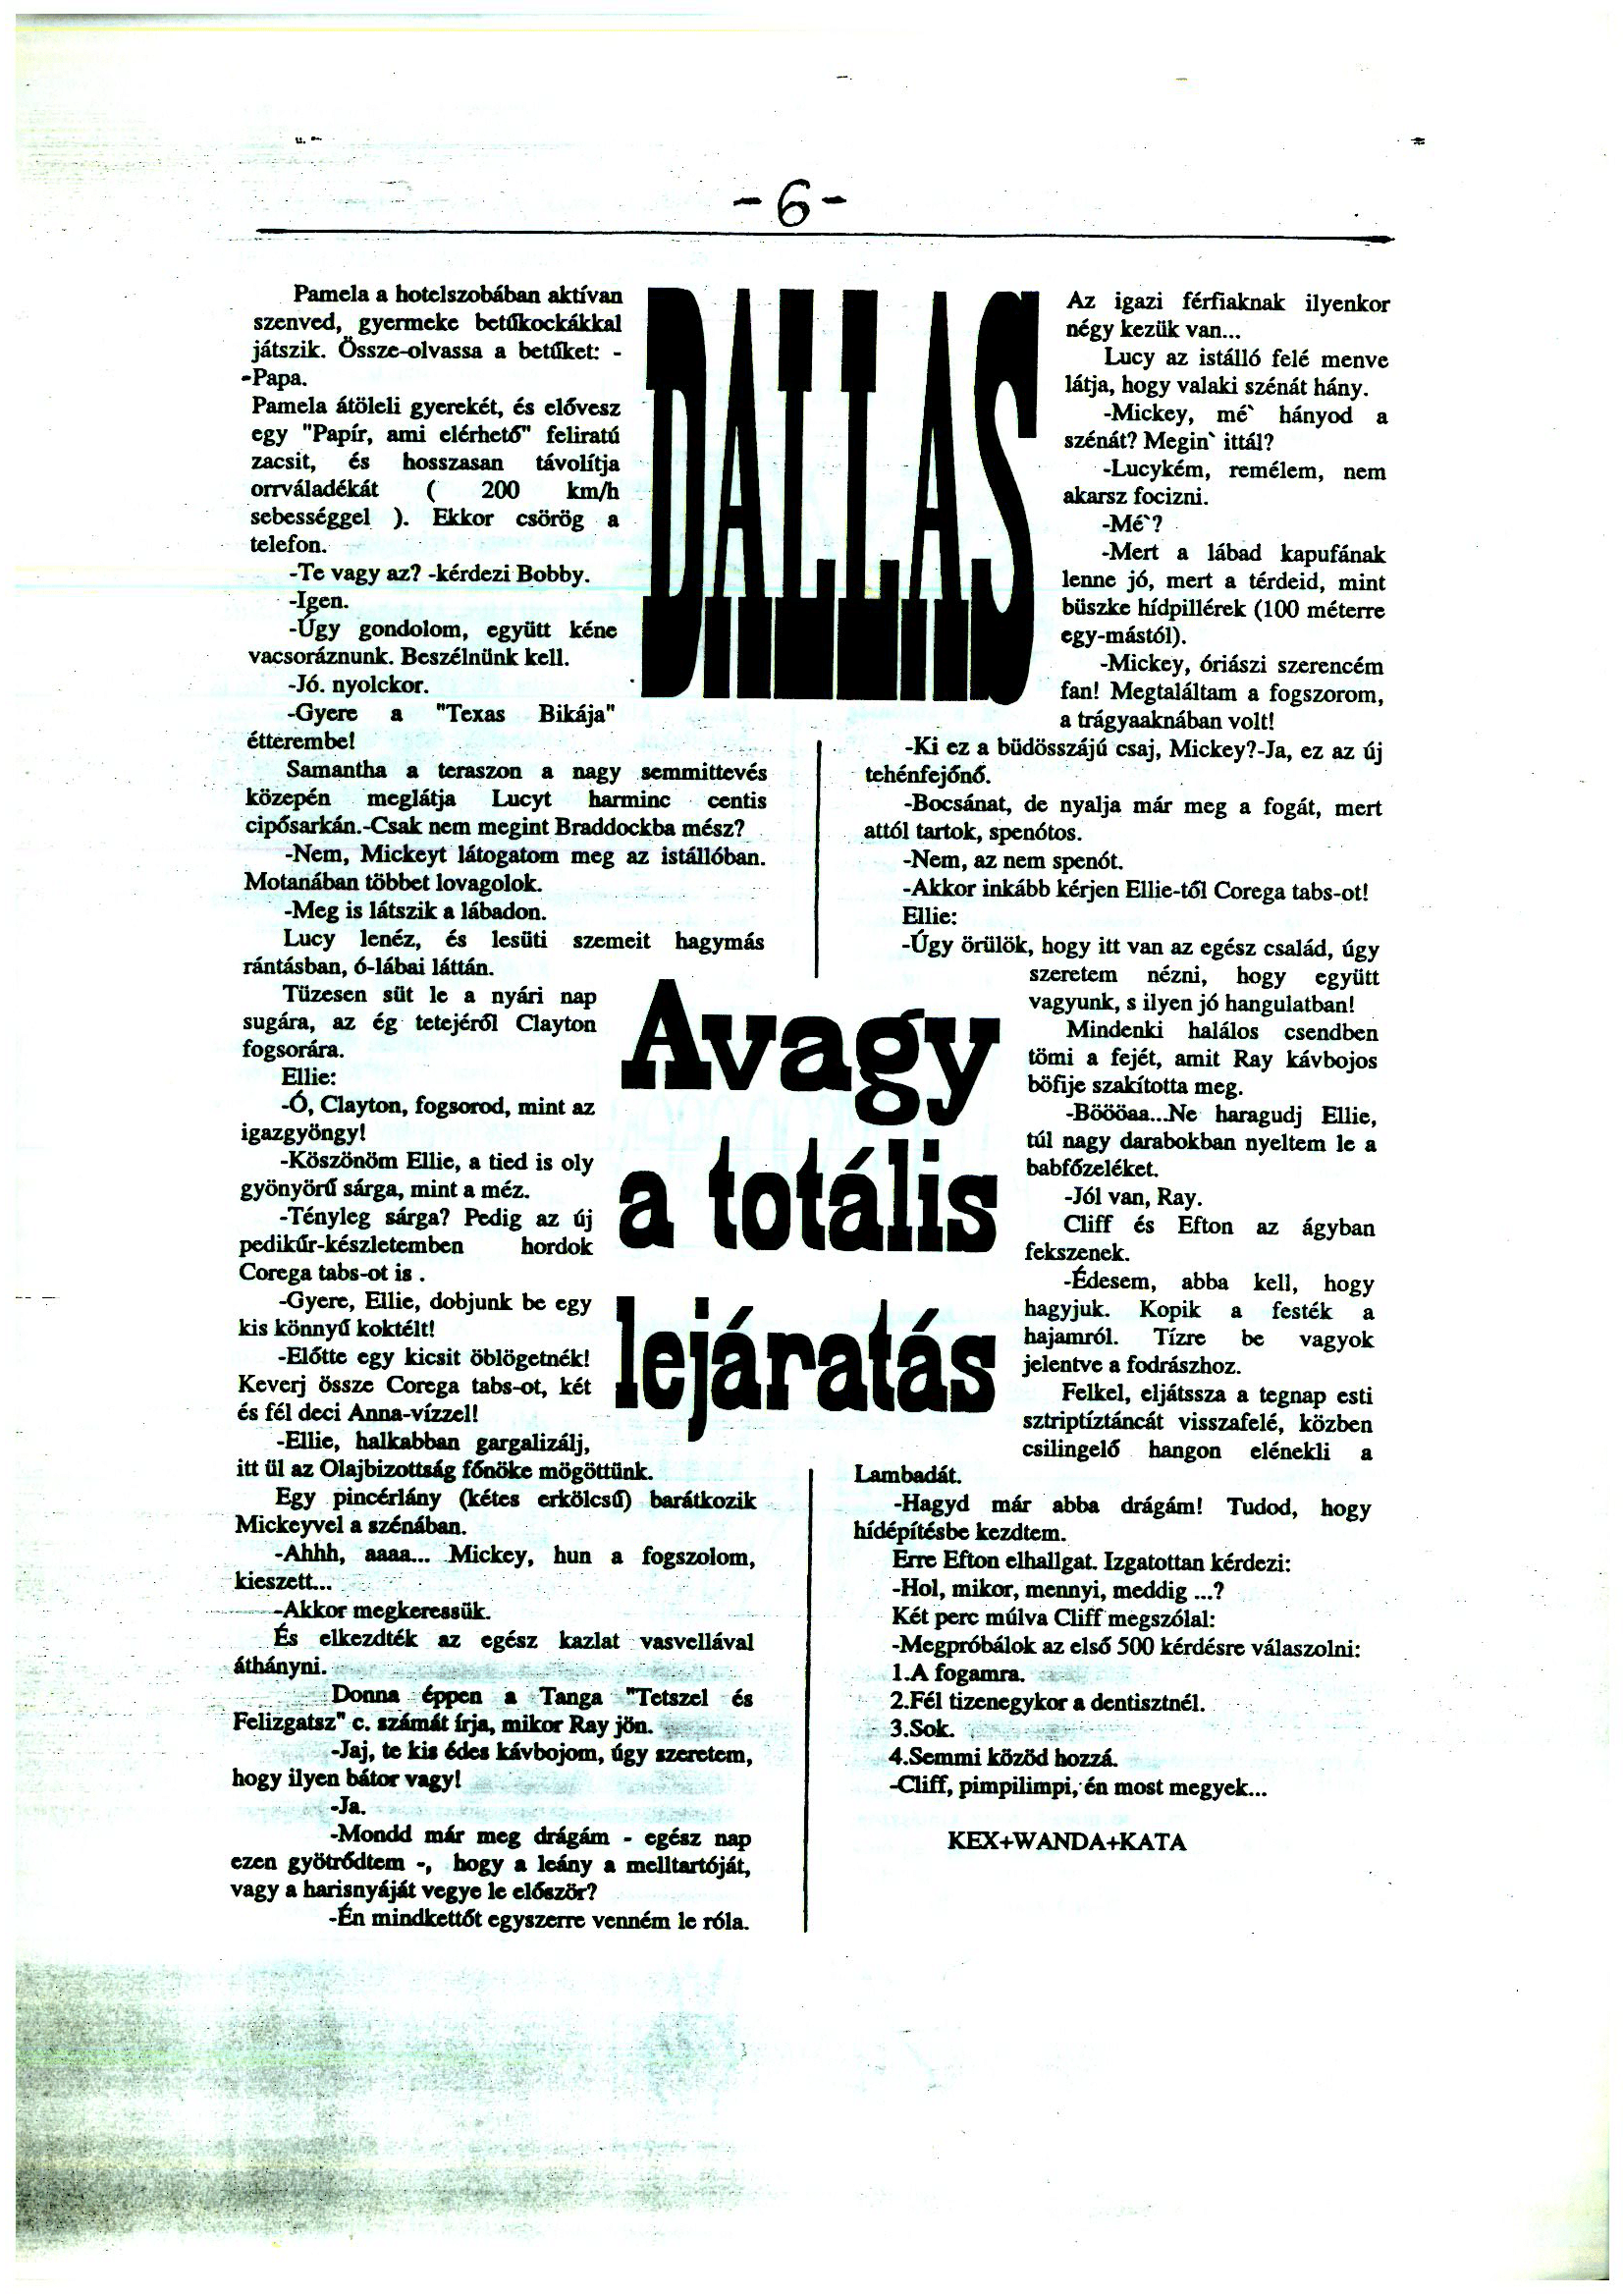 -6-
DALLAS
Avagy
a totális
lejáratás
Pamela a hotelszobában aktívan
szenved, gyermeke betűkockákkal
játszik. Össze-olvassa a betűket: -
-Papa.
Pamela átöleli gyerekét, és elővesz
egy "Papír, ami elérhető" feliratú
zacsit, és hosszasan távolítja
orrváladékát ( 200 km/h
sebességgel ). Ekkor csörög a
telefon.
-Te vagy az? -kérdezi Bobby.
-Igen.
-Úgy gondolom, együtt kéne
vacsoráznunk. Beszélnünk kell.
-Jó. nyolckor.
-Gyere a "Texas Bikája"
étterembe!
Samantha a teraszon a nagy semmittevés
közepén meglátja Lucyt harminc centis
cipősarkán.-Csak nem megint Braddockba mész?
-Nem, Mickeyt látogatom meg az istállóban.
Motanában többet lovagolok.
-Meg is látszik a lábadon.
Lucy lenéz, és lesüti szemeit hagymás
rántásban, ó-lábai láttán.
Tüzesen süt le a nyári nap
sugára, az ég tetejéről Clayton
fogsorára.
Ellie:
-Ó, Clayton, fogsorod, mint az
igazgyöngy!
-Köszönöm Ellie, a tied is oly
gyönyörű sárga, mint a méz.
-Tényleg sárga? Pedig az új
pedikűr-készletemben hordok
Corega tabs-ot is .
-Gyere, Ellie, dobjunk be egy
kis könnyű koktélt!
-Előtte egy kicsit öblögetnék!
Keverj össze Corega tabs-ot, két
és fél deci Anna-vízzel!
-Ellie, halkabban gargalizálj,
itt ül az Olajbizottság főnöke mögöttünk.
Egy pincérlány (kétes erkölcsű) barátkozik
Mickeyvel a szénában.
-Ahhh, aaaa... Mickey, hun a fogszolom,
kieszett...
-Akkor megkeressük.
És elkezdték az egész kazlat vasvellával
áthányni.
Donna éppen a Tanga "Tetszel és
Felizgatsz" c. számát írja, mikor Ray jön.
-Jaj, te kis édes kávbojom, úgy szeretem,
hogy ilyen bátor vagy!
-Ja.
-Mondd már meg drágám - egész nap
ezen gyötrődtem -, hogy a leány a melltartóját,
vagy a harisnyáját vegye le először?
-Én mindkettőt egyszerre venném le róla.
Az igazi férfiaknak ilyenkor
négy kezük van...
Lucy az istálló felé menve
látja, hogy valaki szénát hány.
-Mickey, mé` hányod a
szénát? Megin` ittál?
-Lucykém, remélem, nem
akarsz focizni.
-Mé`?
-Mert a lábad kapufának
lenne jó, mert a térdeid, mint
büszke hídpillérek (100 méterre
egy-mástól).
-Mickey, óriászi szerencém
fan! Megtaláltam a fogszorom,
a trágyaaknában volt!
-Ki ez a büdösszájú csaj, Mickey?-Ja, ez az új
tehénfejőnő.
-Bocsánat, de nyalja már meg a fogát, mert
attól tartok, spenótos.
-Nem, az nem spenót.
-Akkor inkább kérjen Ellie-től Corega tabs-ot!
Ellie:
-Úgy örülök, hogy itt van az egész család, úgy
szeretem nézni, hogy együtt
vagyunk, s ilyen jó hangulatban!
Mindenki halálos csendben
tömi a fejét, amit Ray kávbojos
böfije szakította meg.
-Böööaa...Ne haragudj Ellie,
túl nagy darabokban nyeltem le a
babfőzeléket.
-Jól van, Ray.
Cliff és Efton az ágyban
fekszenek.
-Édesem, abba kell, hogy
hagyjuk. Kopik a festék a
hajamról. Tízre be vagyok
jelentve a fodrászhoz.
Felkel, eljátssza a tegnap esti
sztriptíztáncát visszafelé, közben
csilingelő hangon elénekli a
Lambadát.
-Hagyd már abba drágám! Tudod, hogy
hídépítésbe kezdtem.
Erre Efton elhallgat. Izgatottan kérdezi:
-Hol, mikor, mennyi, meddig ...?
Két perc múlva Cliff megszólal:
-Megpróbálok az első 500 kérdésre válaszolni:
1.A fogamra.
2.Fél tizenegykor a dentisztnél.
3.Sok.
4.Semmi közöd hozzá.
-Cliff, pimpilimpi, én most megyek...
KEX+WANDA+KATA